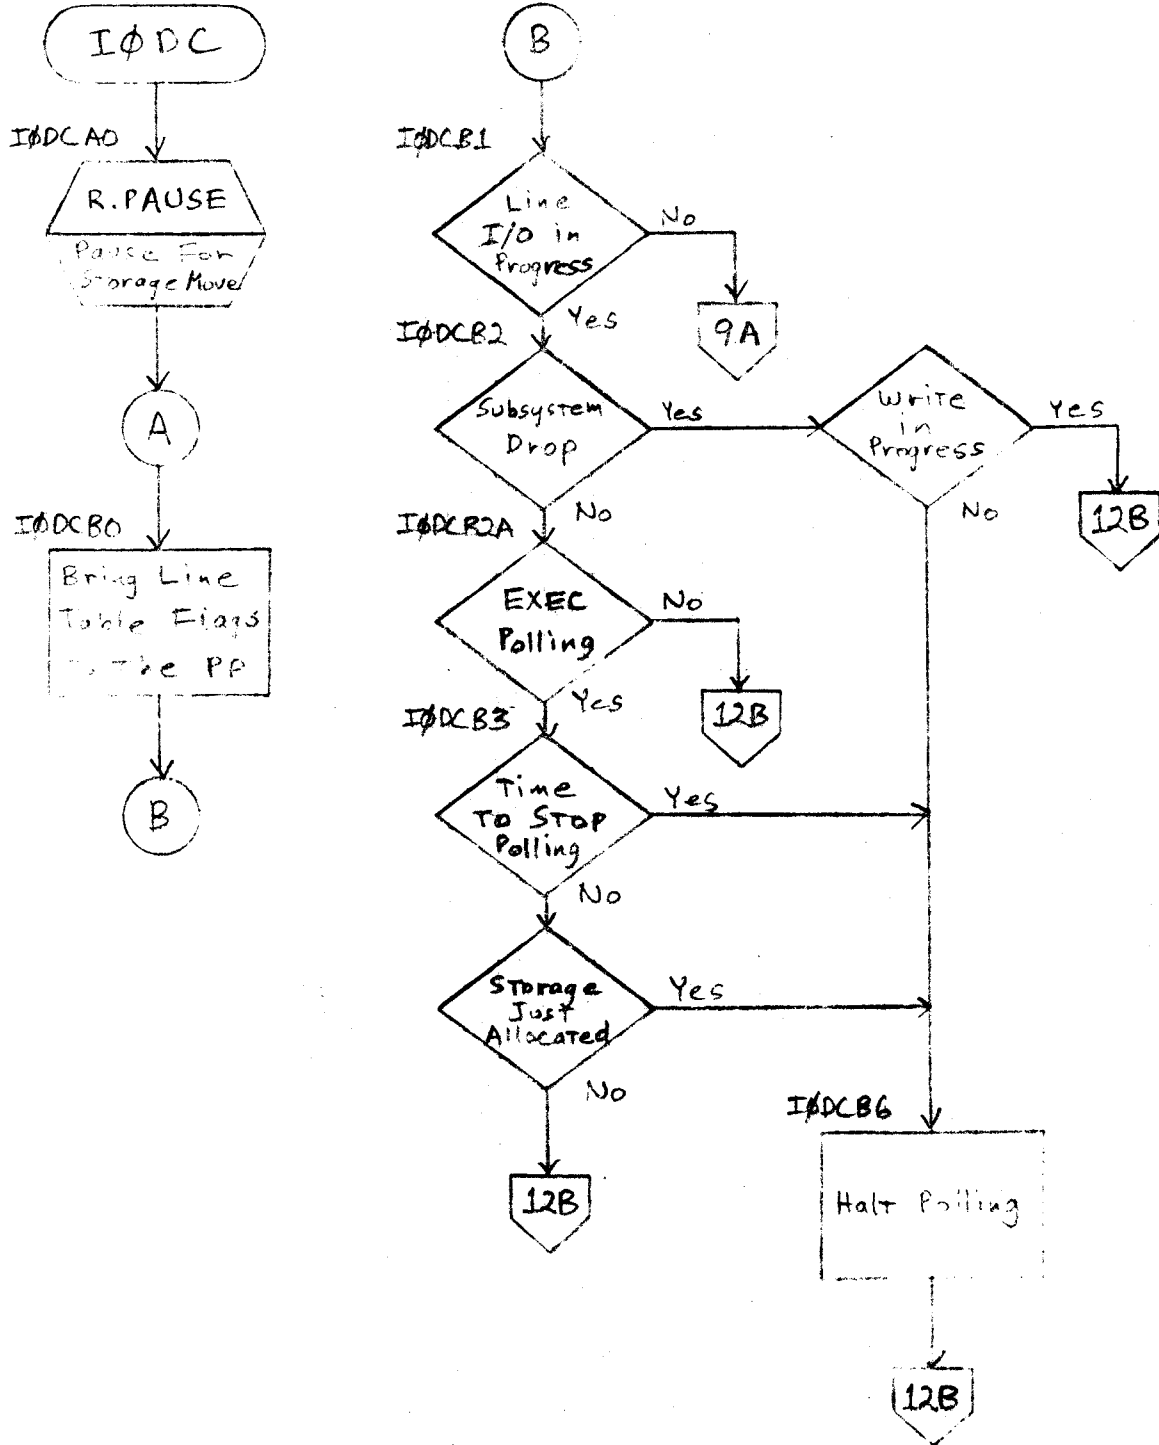 IØDC
IØDCA0
R.PAUSE
Pause For
Storage Move
A
IØDCB0
Bring Line
Table Flags
To The PP
B
B
IØDCB1
Line
I/O in
Progress
No
9A
Yes
IØDCB2
Subsystem
Drop
Yes
Write
in
Progress
Yes
12B
No
No
IØDCB2A
EXEC
Polling
No
12B
Yes
IØDCB3
Time
To Stop
Polling
Yes
No
Storage
Just
Allocated
Yes
No
12B
IØDCB6
Halt Polling
12B